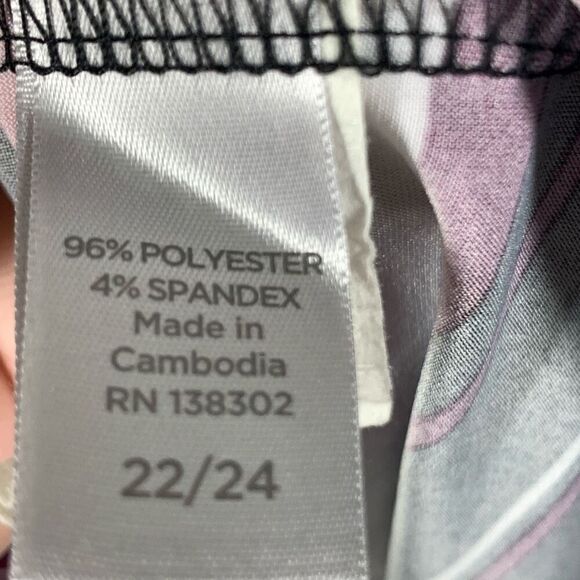 96% POLYESTER
4% SPANDEX
Made in
Cambodia
RN 138302
22/24